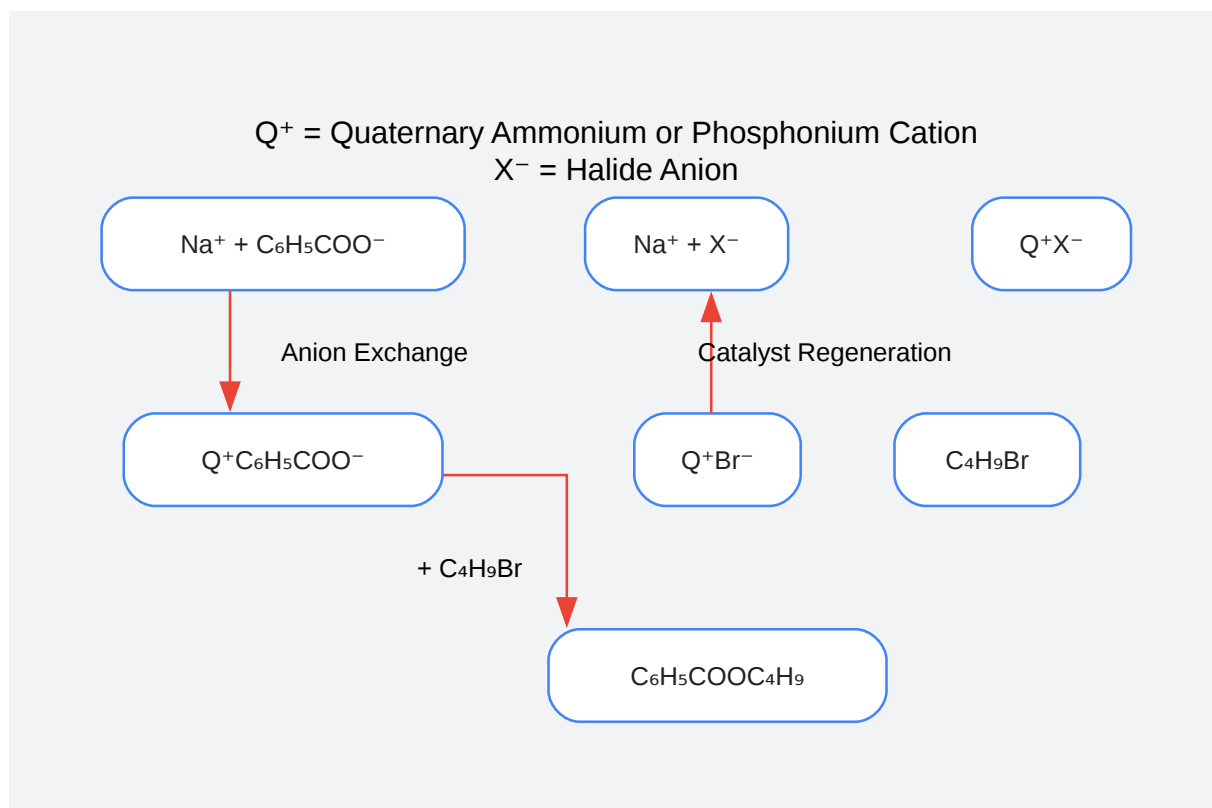 Q⁺ = Quaternary Ammonium or Phosphonium Cation
X⁻ = Halide Anion
Na⁺ + C₆H₅COO⁻
Na⁺ + X⁻
Q⁺X⁻
Anion Exchange
Catalyst Regeneration
Q⁺C₆H₅COO⁻
Q⁺Br⁻
C₄H₉Br
+ C₄H₉Br
C₆H₅COOC₄H₉